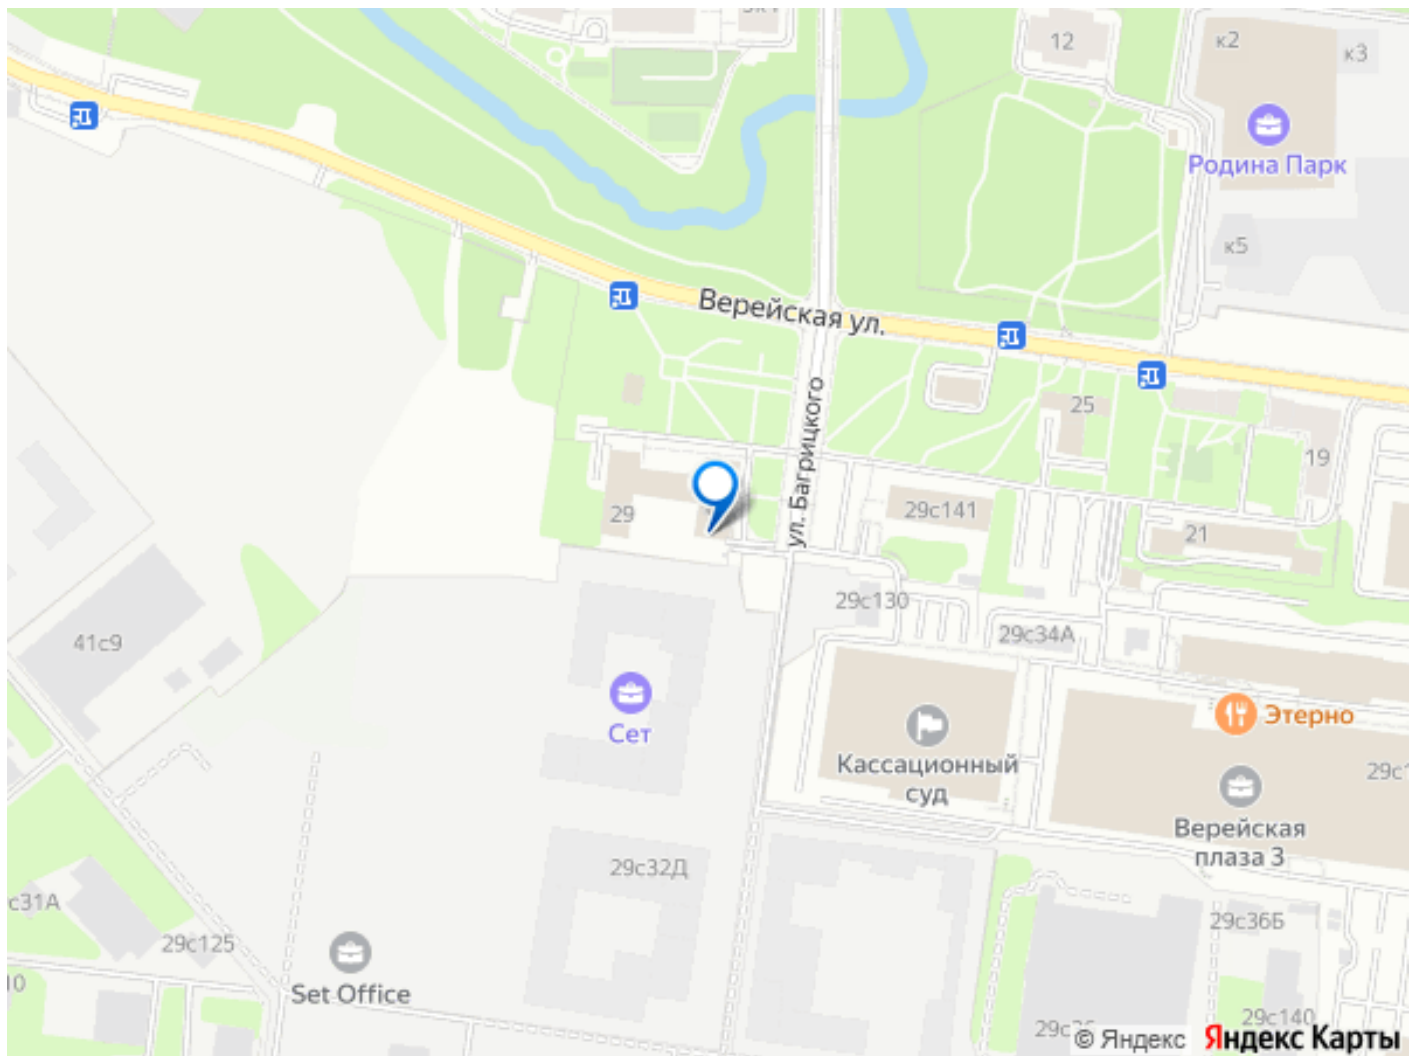 12
к2
к3
Родина Парк
к5
Верейская ул.
ул. Багрицкого
25
19
29
29с141
21
29с130
29с34А
41с9
Сет
Кассационный
суд
Этерно
Верейская
плаза 3
29с32Д
с31А
29с125
Set Office
29с36Б
29с140
© Яндекс
Яндекс Карты